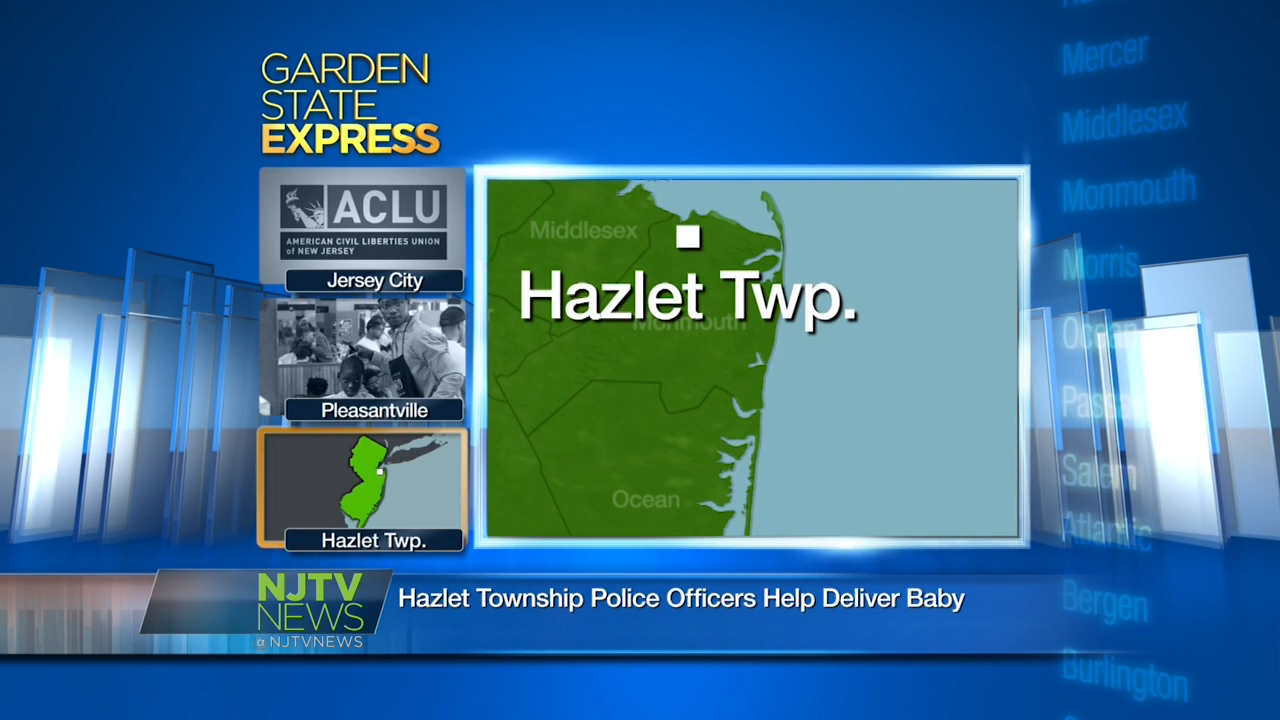 GARDEN
STATE
EXPRESS
ACLU
AMERICAN CIVIL LIBERTIES UNION
of NEW JERSEY
Jersey City
Pleasantville
Hazlet Twp.
Middlesex
Hazlet Twp.
Monmouth
Ocean
NJTV
NEWS
@ NJTVNEWS
Hazlet Township Police Officers Help Deliver Baby
Mercer
Middlesex
Monmouth
Morris
Ocean
Passaic
Salem
Atlantic
Bergen
Burlington